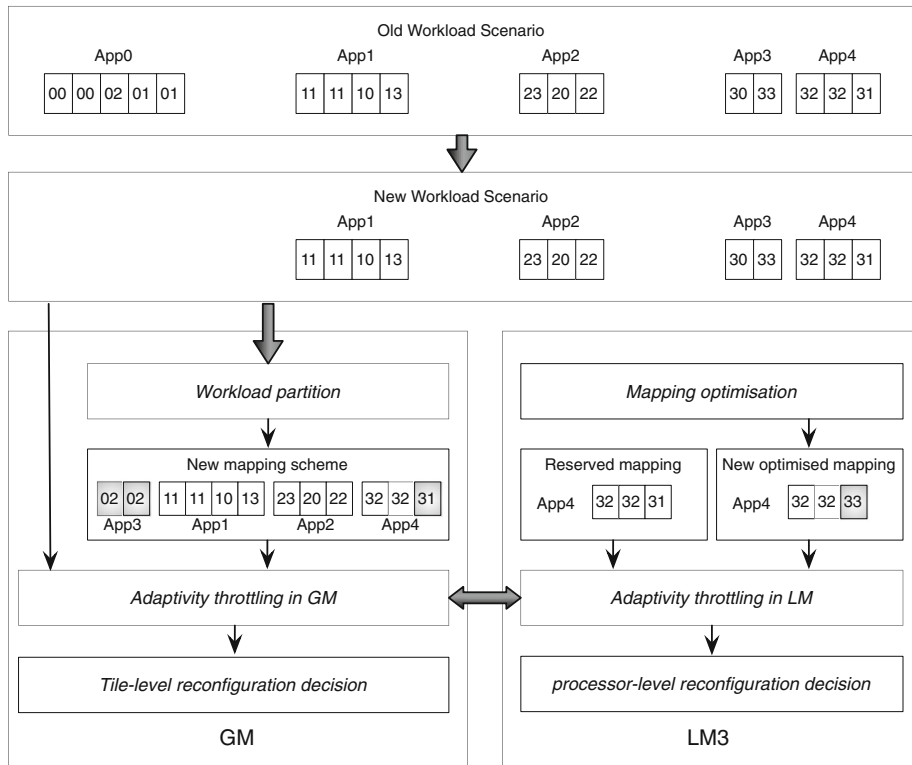 Old Workload Scenario
App0 App1 App2 App3 App4
00 00 02 01 01 11 11 10 13 23 20 22 30 33 32 32 31
New Workload Scenario
App1 App2 App3 App4
11 11 10 13 23 20 22 30 33 32 32 31
Workload partition
New mapping scheme
02 02 11 11 10 13 23 20 22 32 32 31
App3 App1 App2 App4
Adaptivity throttling in GM
Tile-level reconfiguration decision
GM
Mapping optimisation
Reserved mapping
App4 32 32 31
New optimised mapping
App4 32 32 33
Adaptivity throttling in LM
processor-level reconfiguration decision
LM3